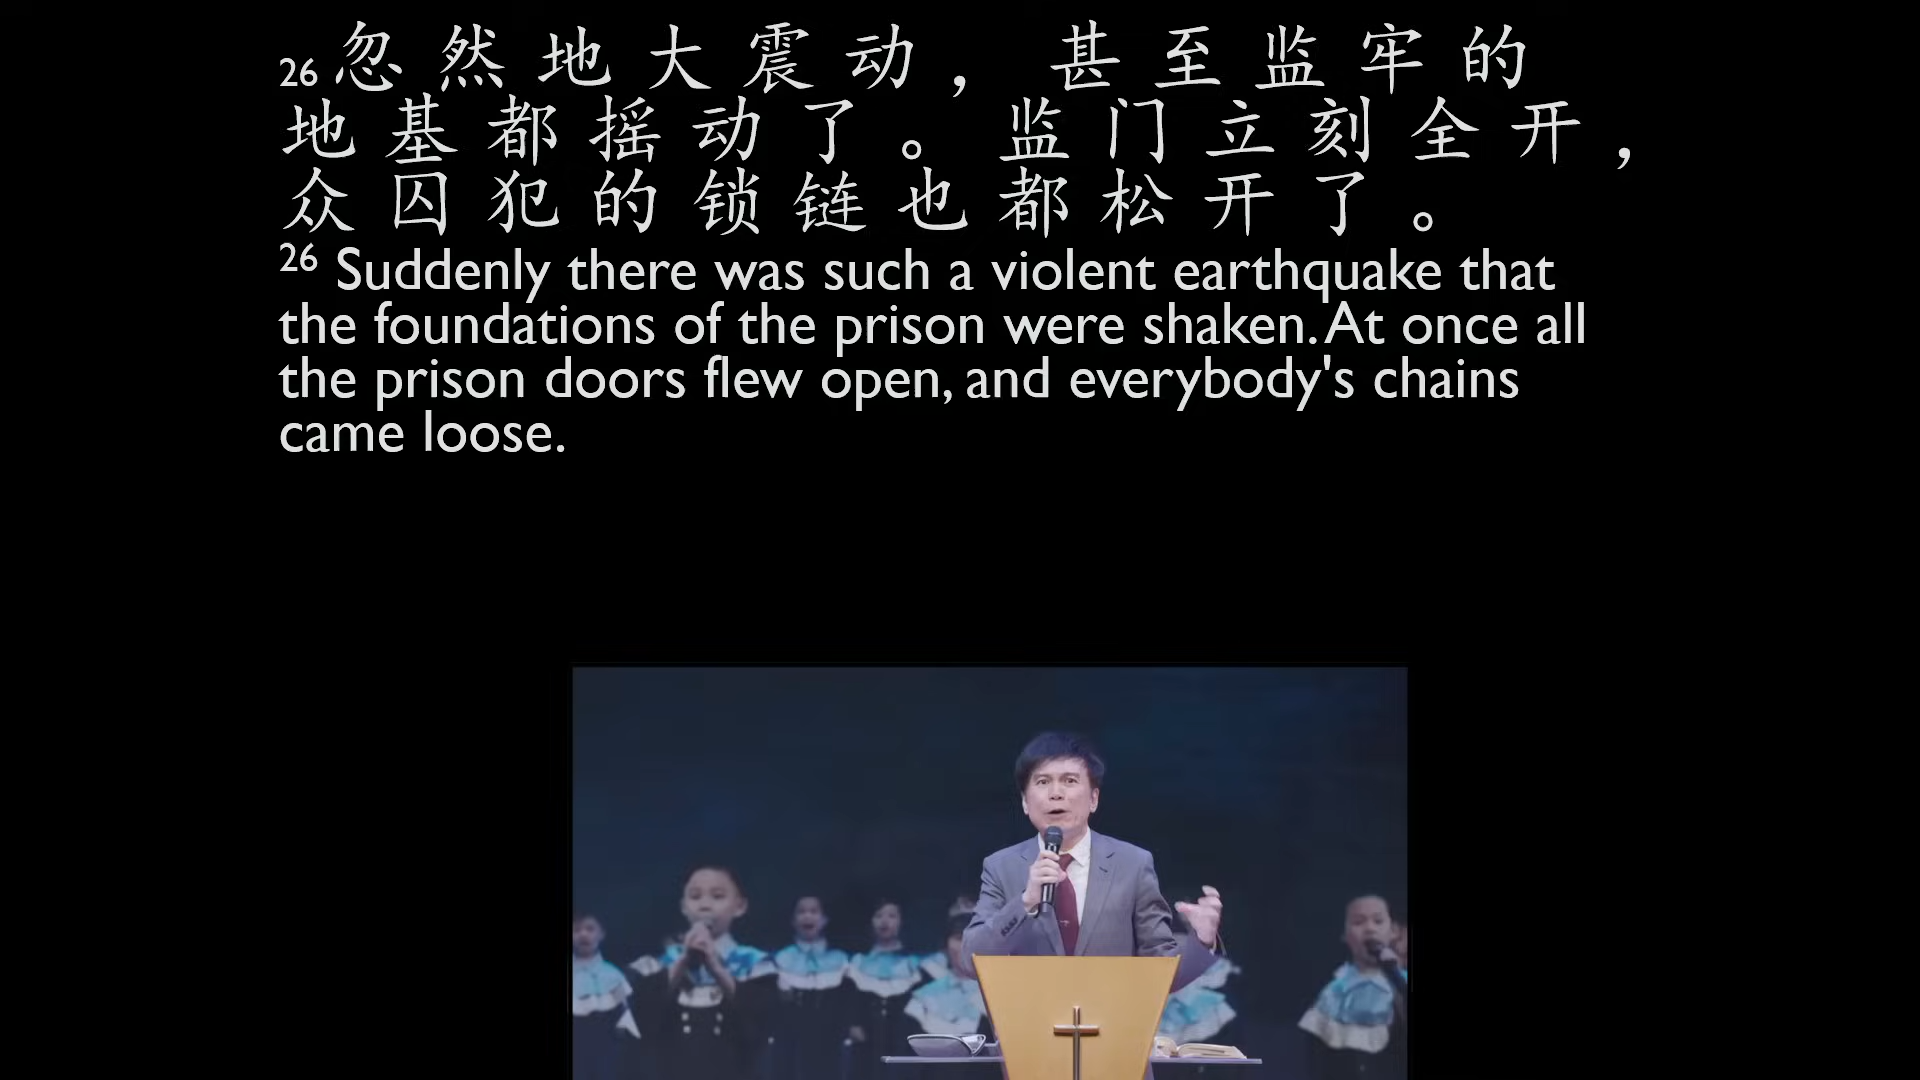 26 忽然地大震动，甚至监牢的
地基都摇动了。监门立刻全开，
众囚犯的锁链也都松开了。
26 Suddenly there was such a violent earthquake that
the foundations of the prison were shaken. At once all
the prison doors flew open, and everybody's chains
came loose.